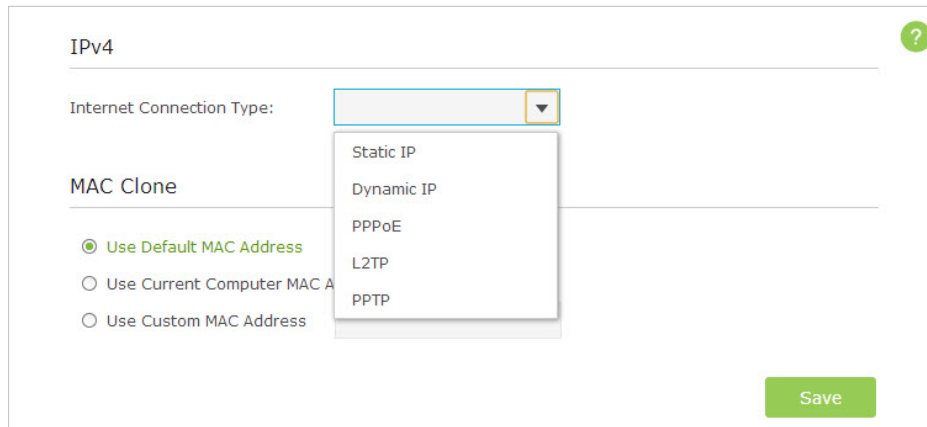 IPv4
?
Internet Connection Type:
Static IP
Dynamic IP
PPPoE
L2TP
PPTP
MAC Clone
Use Default MAC Address
Use Current Computer MAC A
Use Custom MAC Address
Save